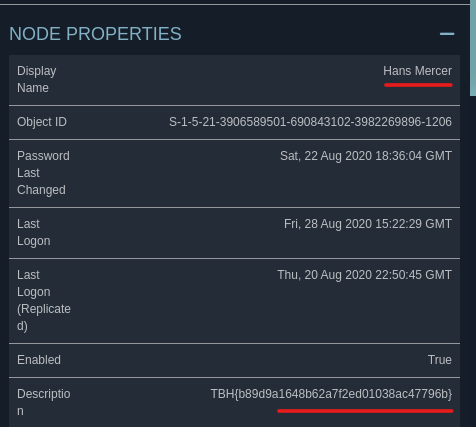 NODE PROPERTIES
Display Hans Mercer
Name
Object ID S-1-5-21-3906589501-690843102-3982269896-1206
Password Sat, 22 Aug 2020 18:36:04 GMT
Last
Changed
Last Fri, 28 Aug 2020 15:22:29 GMT
Logon
Last Thu, 20 Aug 2020 22:50:45 GMT
Logon
(Replicate
d)
Enabled True
Descriptio TBH{b89d9a1648b62a7f2ed01038ac47796b}
n